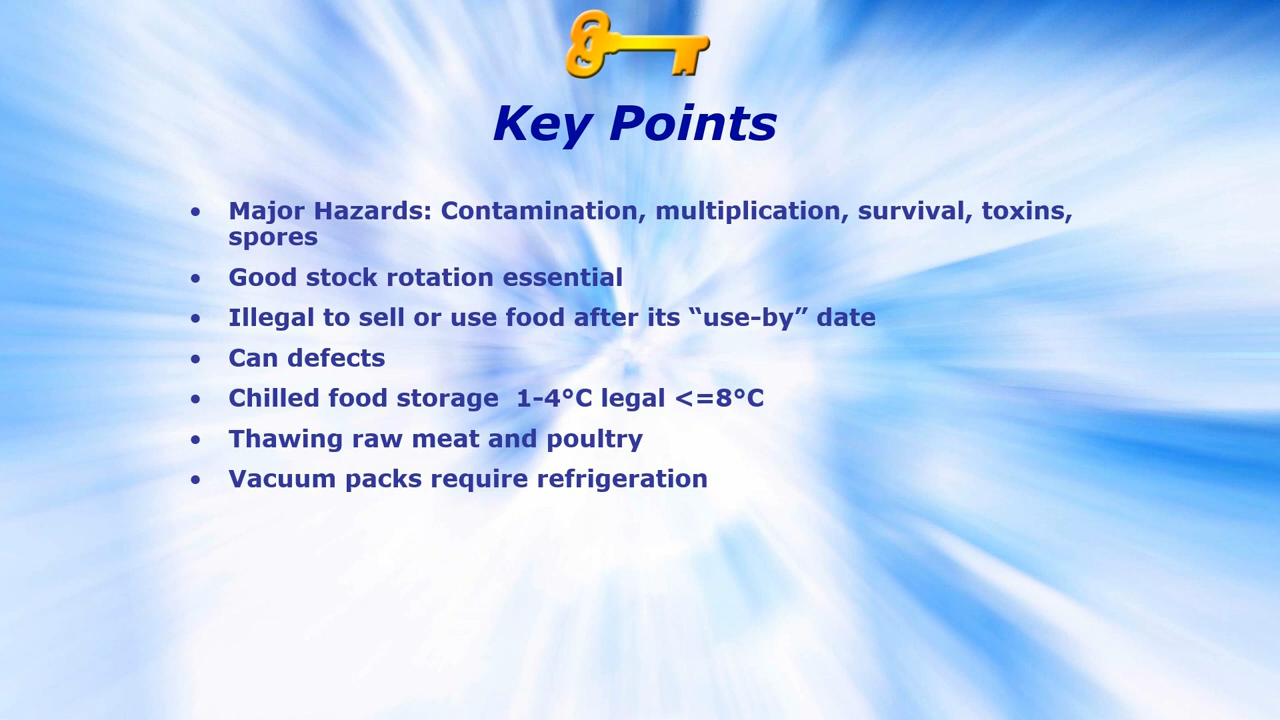 Key Points
• Major Hazards: Contamination, multiplication, survival, toxins,
spores
• Good stock rotation essential
• Illegal to sell or use food after its “use-by” date
• Can defects
• Chilled food storage  1-4°C legal <=8°C
• Thawing raw meat and poultry
• Vacuum packs require refrigeration